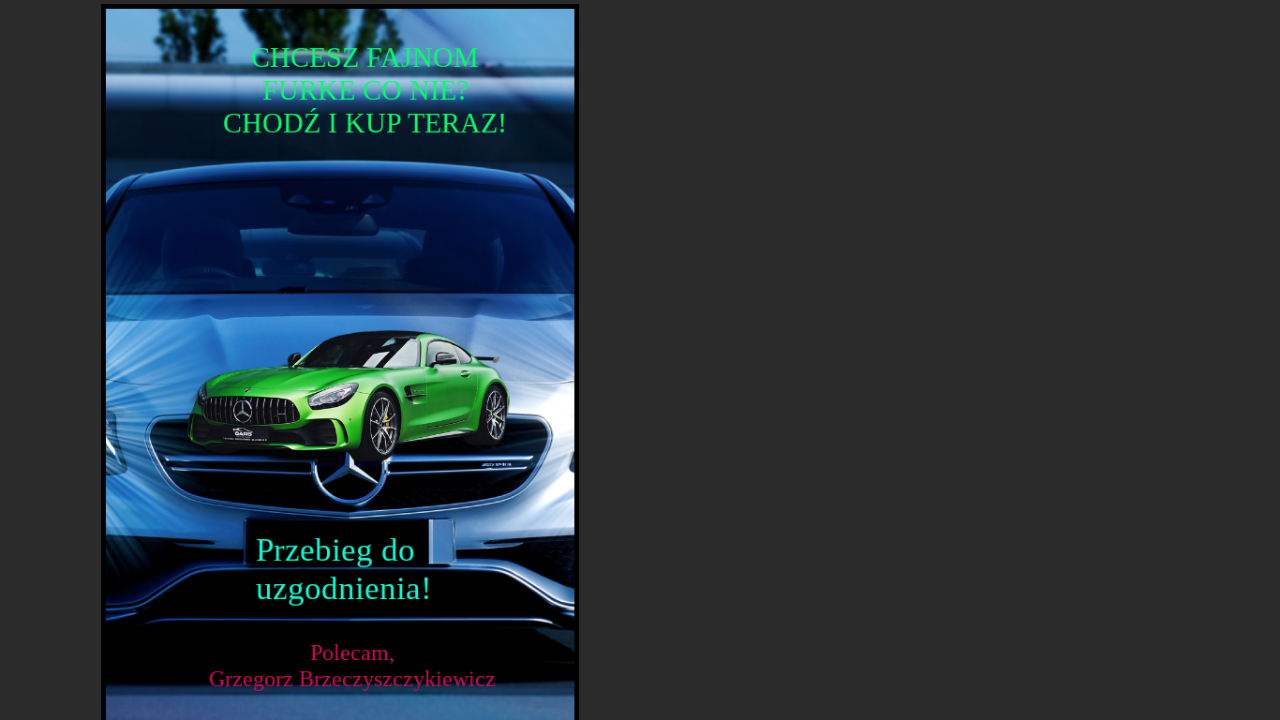 CHCESZ FAJNOM
FURKE CO NIE?
CHODŹ I KUP TERAZ!
Przebieg do
uzgodnienia!
Polecam,
Grzegorz Brzeczyszczykiewicz